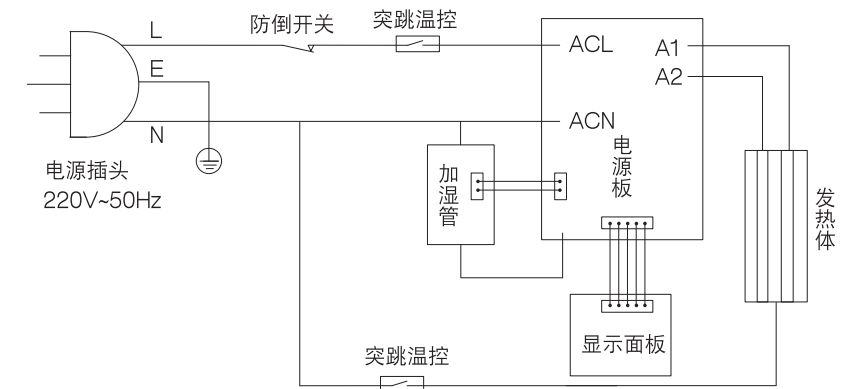 防倒开关
突跳温控
L
ACL
A1
E
A2
N
ACN
电源插头
220V~50Hz
加湿管
电源板
发热体
显示面板
突跳温控